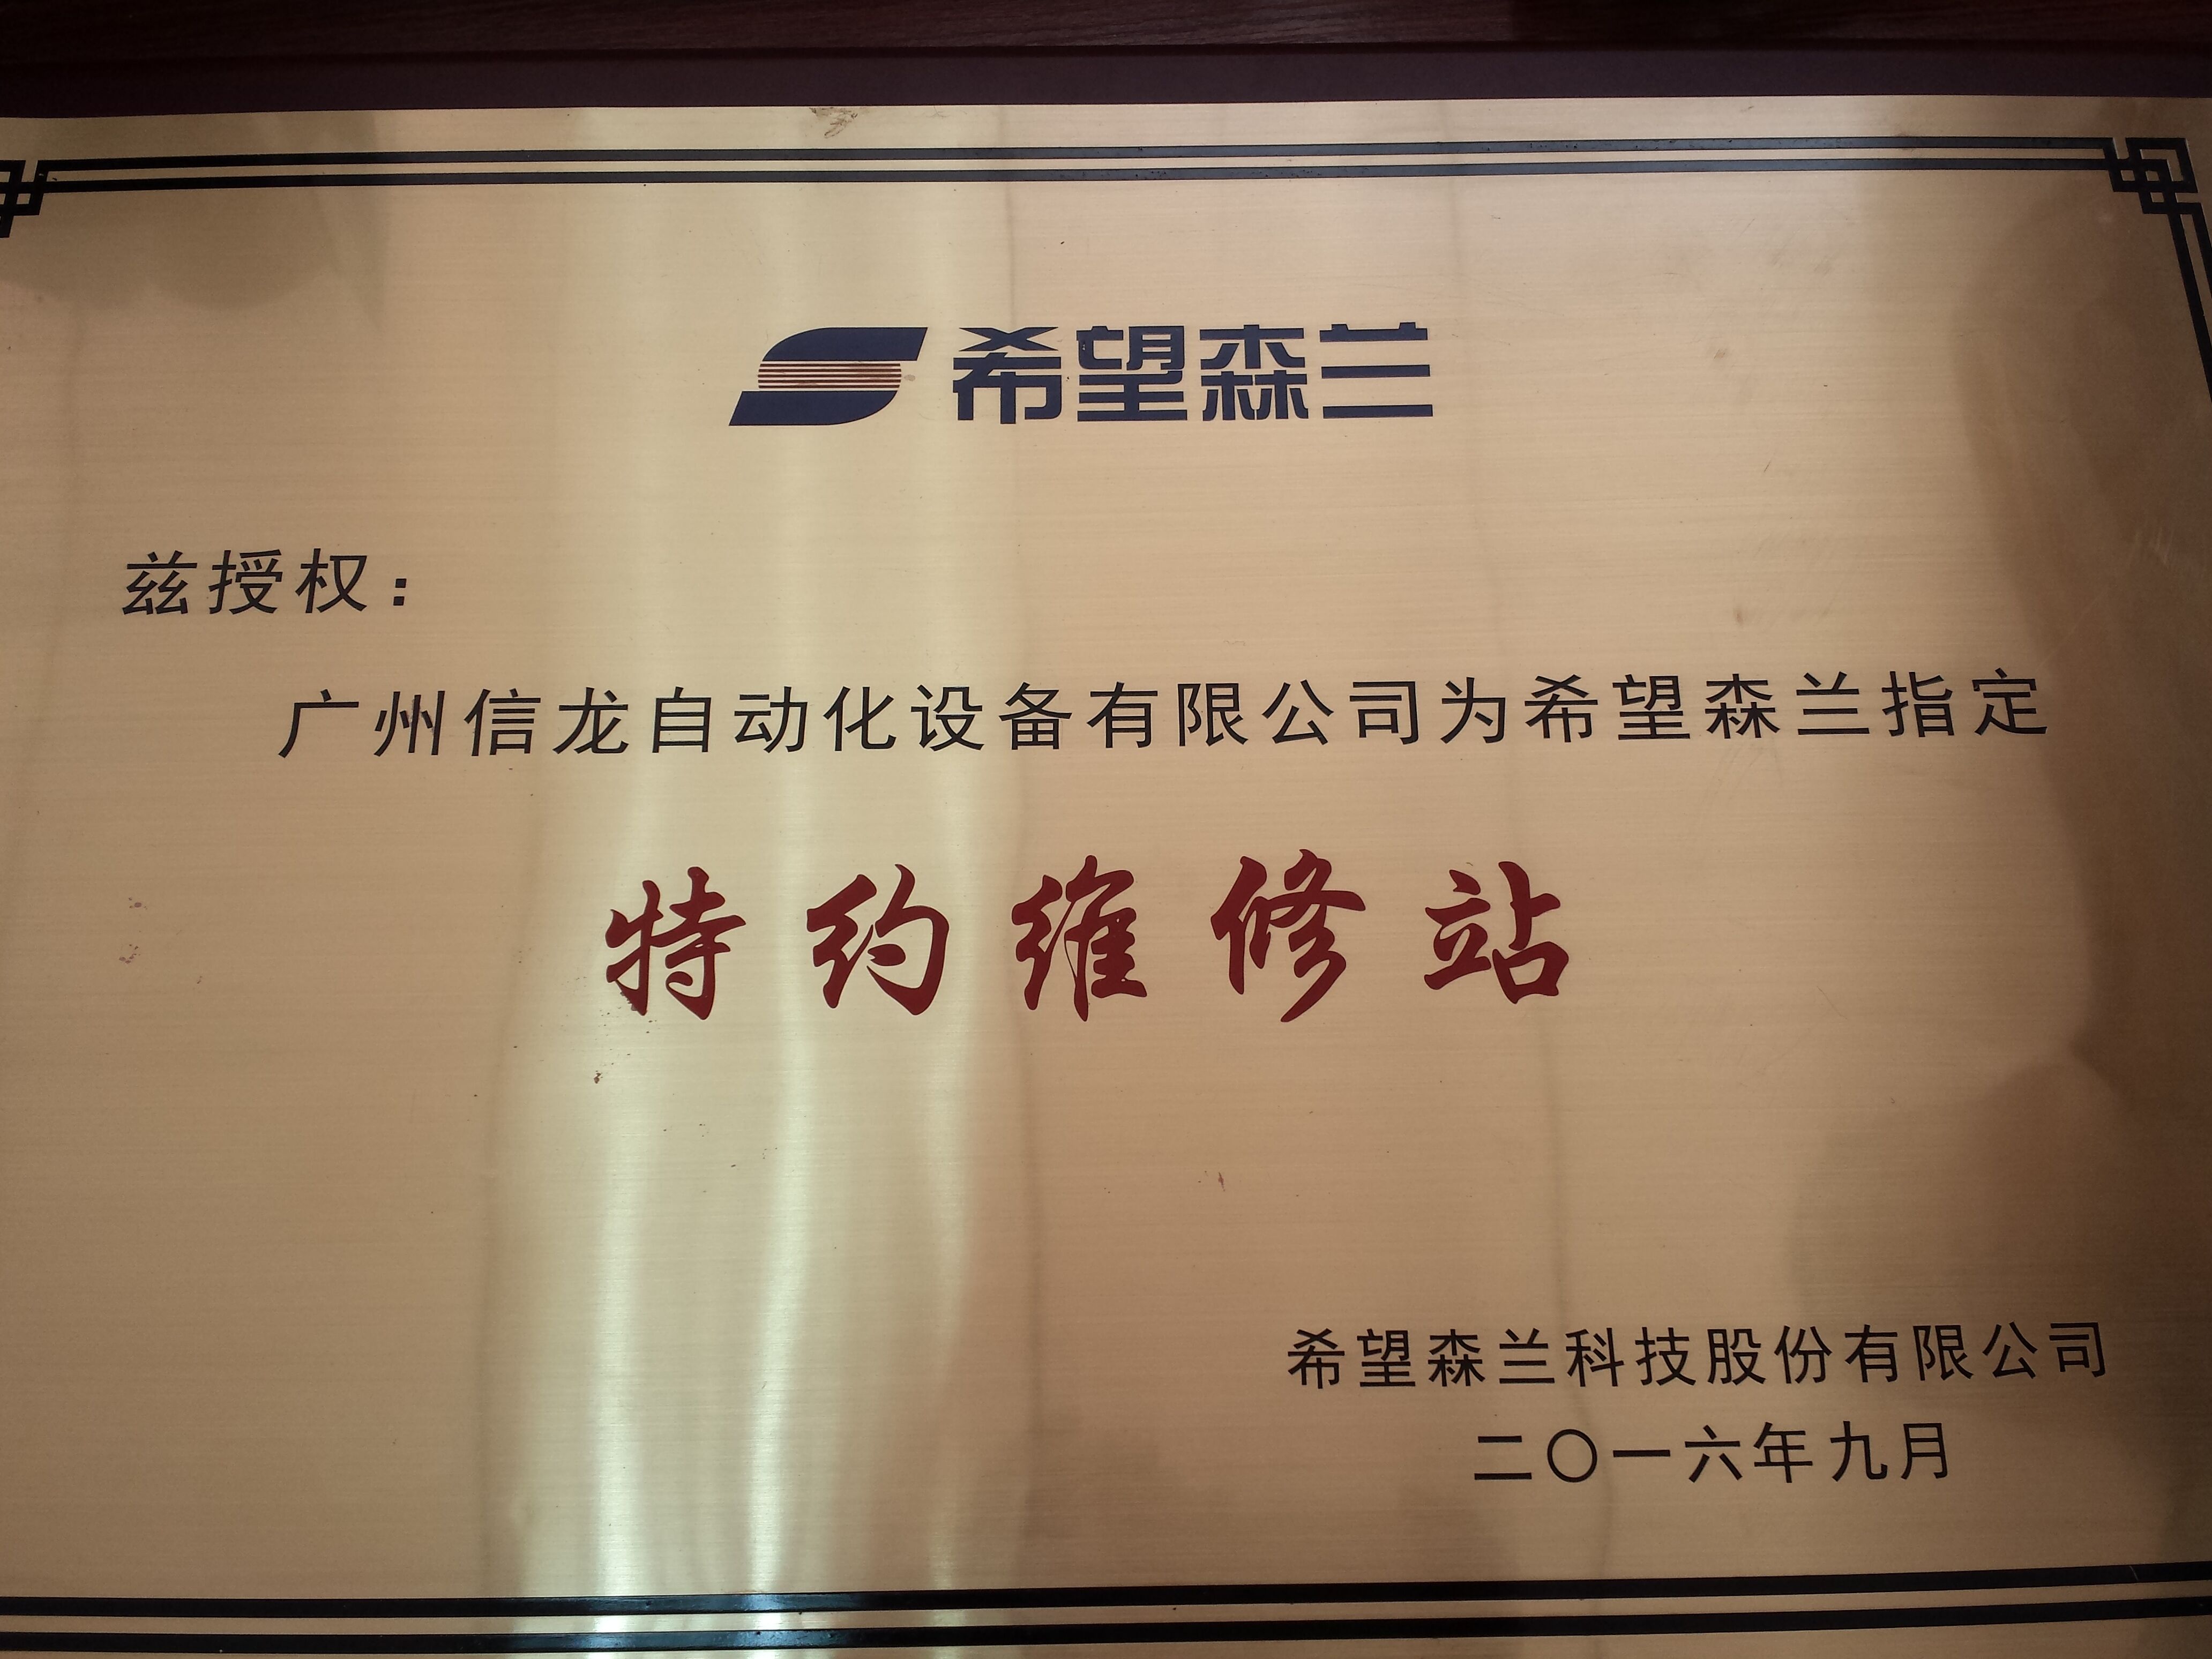 希望森兰
兹授权：
广州信龙自动化设备有限公司为希望森兰指定
特约维修站
希望森兰科技股份有限公司
二〇一六年九月